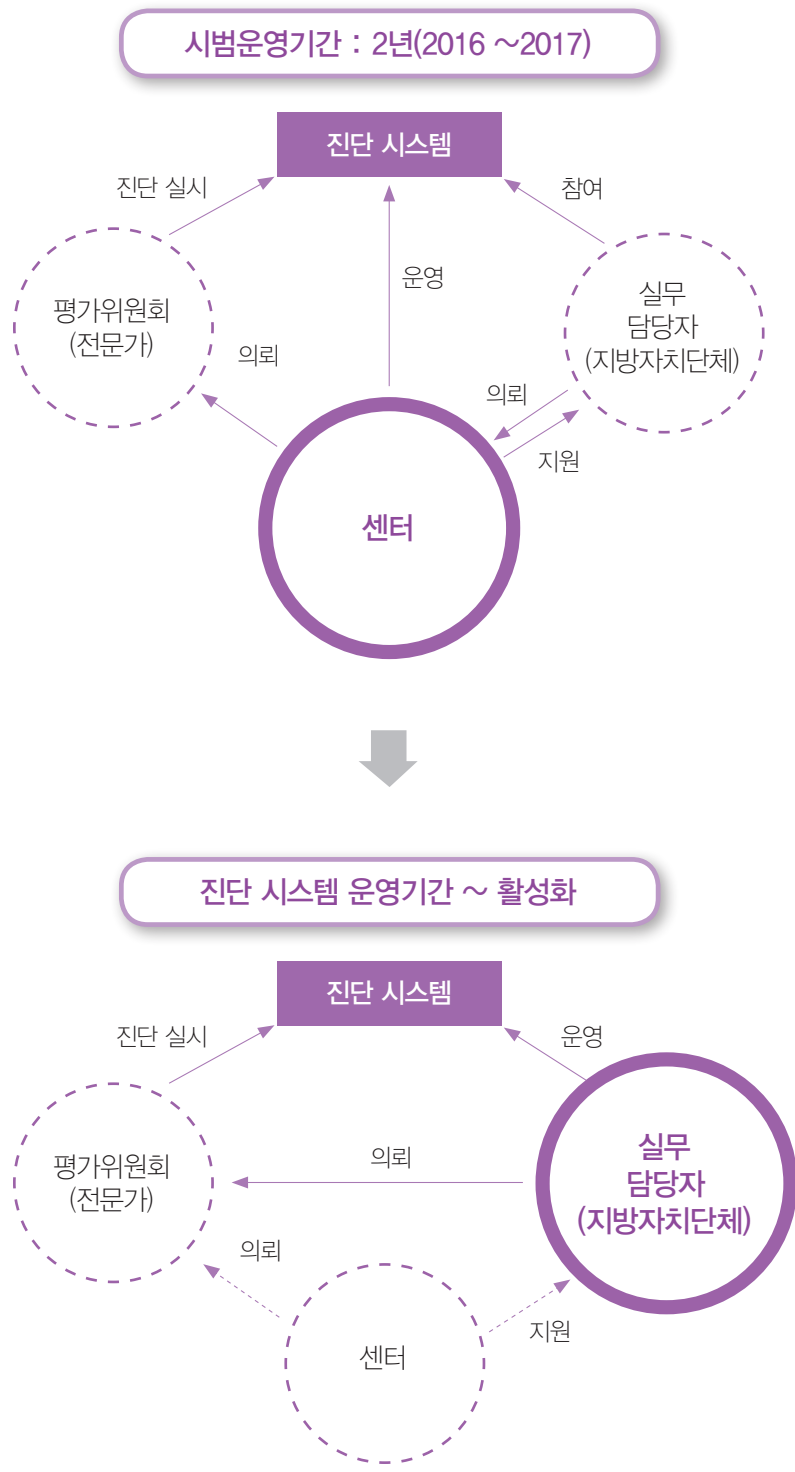 시범운영기간 : 2년(2016 ～2017)
진단 시스템
진단 실시
참여
운영
평가위원회
(전문가)
실무
담당자
(지방자치단체)
의뢰
의뢰
지원
센터
진단 시스템 운영기간 ～ 활성화
진단 시스템
진단 실시
운영
평가위원회
(전문가)
의뢰
실무
담당자
(지방자치단체)
의뢰
지원
센터